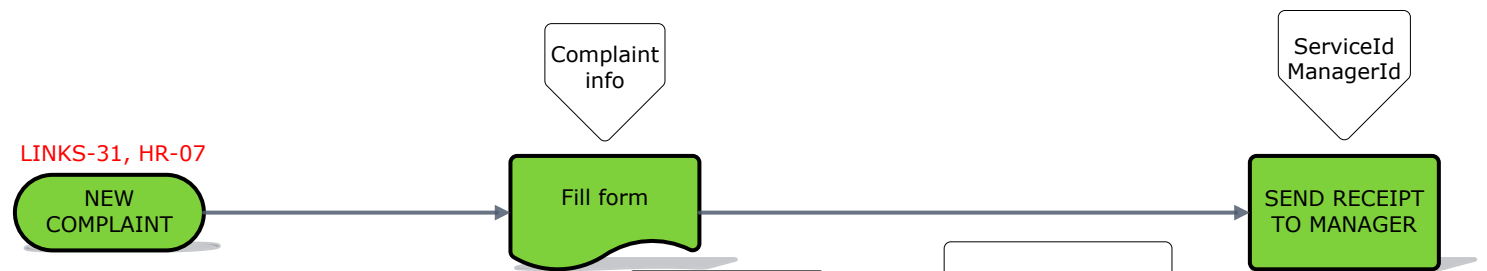 Complaint
info
ServiceId
ManagerId
LINKS-31, HR-07
NEW
COMPLAINT
Fill form
SEND RECEIPT
TO MANAGER